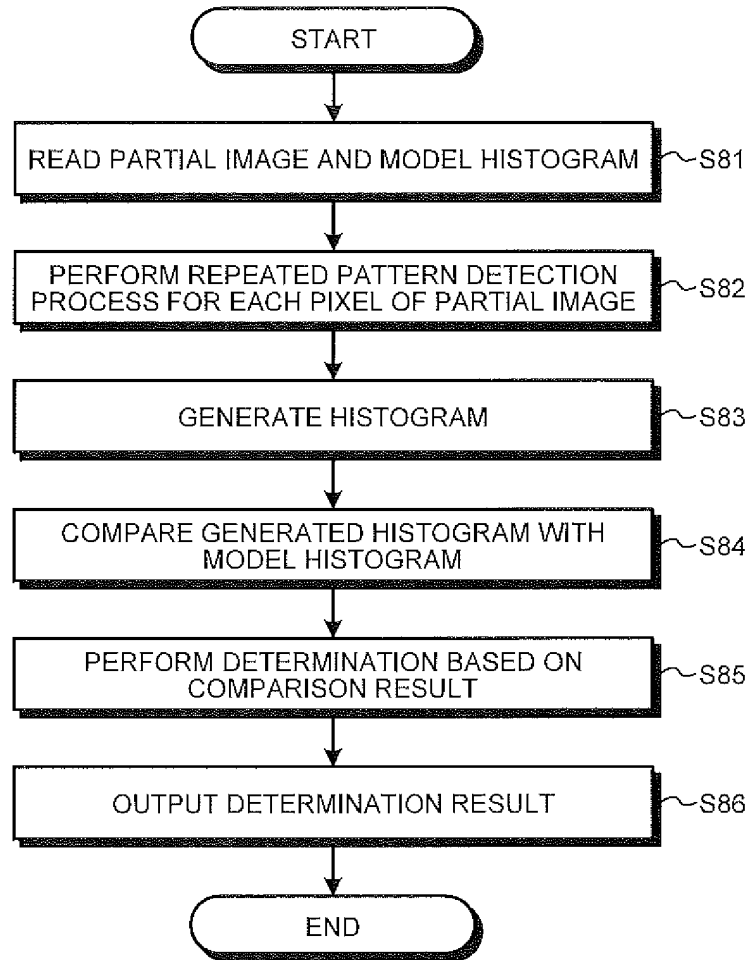 START
READ PARTIAL IMAGE AND MODEL HISTOGRAM
S81
PERFORM REPEATED PATTERN DETECTION
PROCESS FOR EACH PIXEL OF PARTIAL IMAGE
S82
GENERATE HISTOGRAM
S83
COMPARE GENERATED HISTOGRAM WITH
MODEL HISTOGRAM
S84
PERFORM DETERMINATION BASED ON
COMPARISON RESULT
S85
OUTPUT DETERMINATION RESULT
S86
END